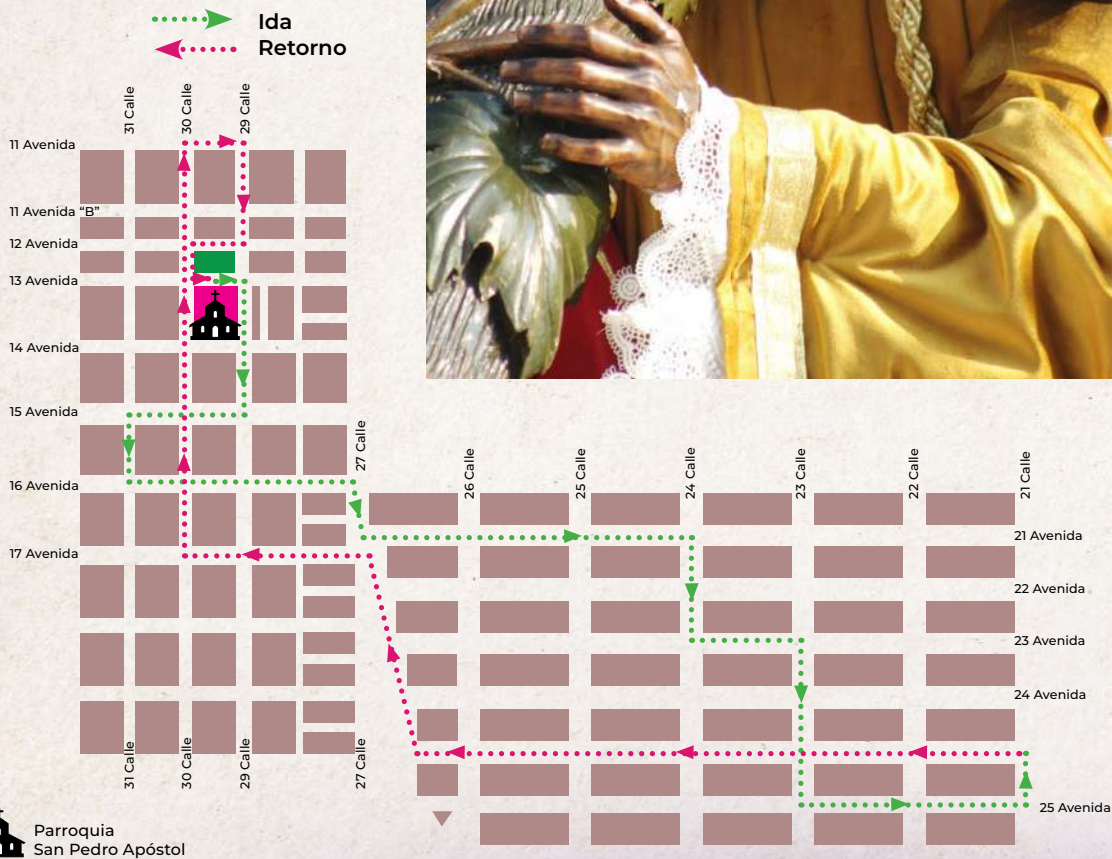 Ida
Retorno
31 Calle
30 Calle
29 Calle
11 Avenida
11 Avenida “B”
12 Avenida
13 Avenida
14 Avenida
15 Avenida
16 Avenida
17 Avenida
27 Calle
26 Calle
25 Calle
24 Calle
23 Calle
22 Calle
21 Calle
21 Avenida
22 Avenida
23 Avenida
24 Avenida
25 Avenida
31 Calle
30 Calle
29 Calle
27 Calle
Parroquia
San Pedro Apóstol